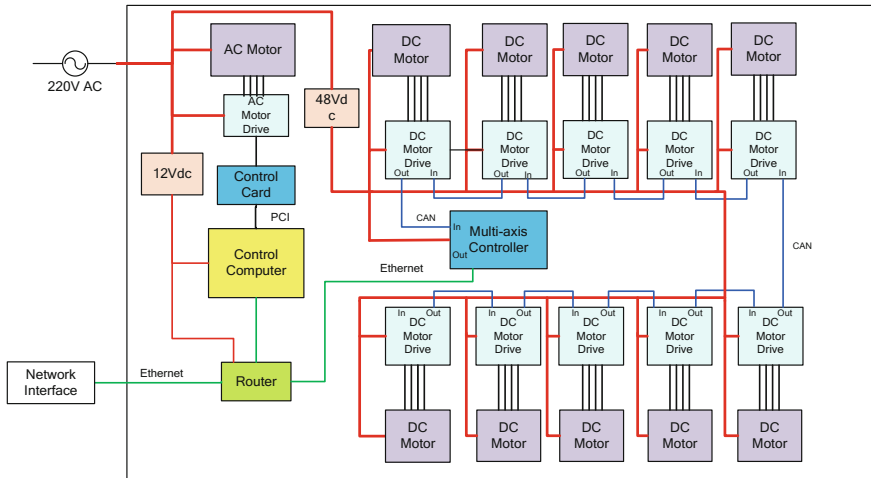 220V AC
AC Motor
AC
Motor
Drive
48Vd
c
12Vdc
Control
Card
PCI
Control
Computer
Ethernet
Router
Network
Interface
Ethernet
DC
Motor
DC
Motor
DC
Motor
DC
Motor
DC
Motor
DC
Motor
Drive
Out
In
DC
Motor
Drive
Out
In
DC
Motor
Drive
Out
In
DC
Motor
Drive
Out
In
DC
Motor
Drive
Out
In
CAN
In
Multi-axis
Controller
Out
CAN
In
Out
DC
Motor
Drive
In
Out
DC
Motor
Drive
In
Out
DC
Motor
Drive
In
Out
DC
Motor
Drive
In
Out
DC
Motor
Drive
DC
Motor
DC
Motor
DC
Motor
DC
Motor
DC
Motor